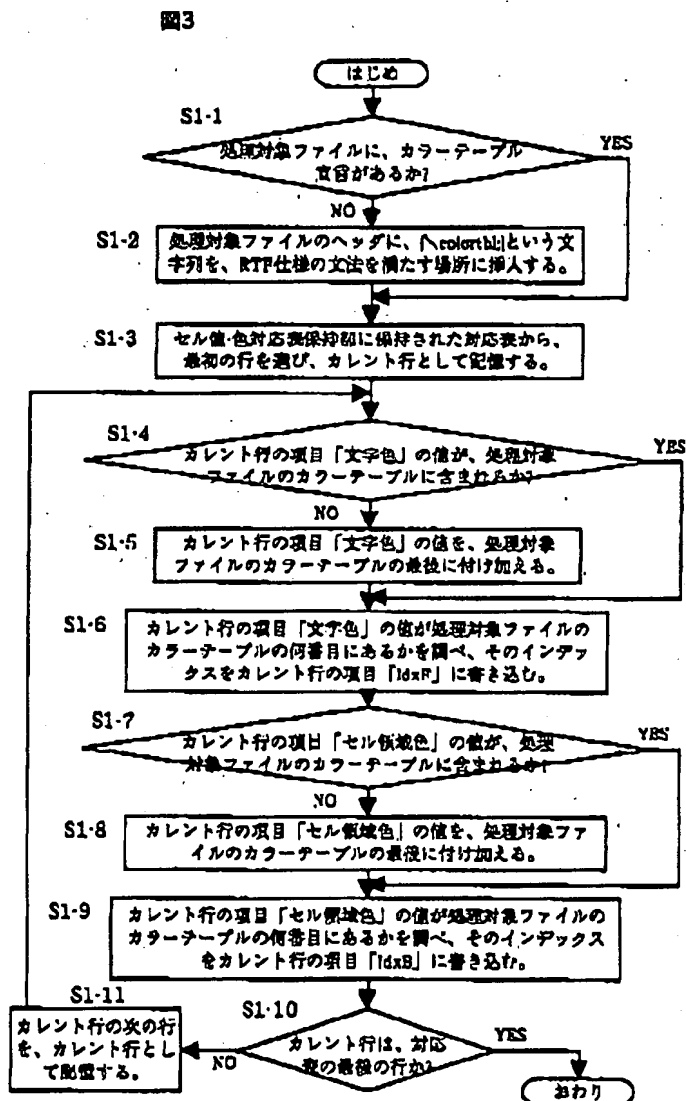 図3
はじめ
S1-1
処理対象ファイルに、カラーテーブル
宣言があるか?
YES
NO
S1-2
処理対象ファイルのヘッダに、{\colortbl;}という文
字列を、RTF仕様の文法を満たす場所に挿入する。
S1-3
セル値・色対応表保持部に保持された対応表から、
最初の行を選び、カレント行として記憶する。
S1-4
カレント行の項目「文字色」の値が、処理対象
ファイルのカラーテーブルに含まれるか?
YES
NO
S1-5
カレント行の項目「文字色」の値を、処理対象
ファイルのカラーテーブルの最後に付け加える。
S1-6
カレント行の項目「文字色」の値が処理対象ファイルの
カラーテーブルの何番目にあるかを調べ、そのインデッ
クスをカレント行の項目「IdxF」に書き込む。
S1-7
カレント行の項目「セル領域色」の値が、処理
対象ファイルのカラーテーブルに含まれるか?
YES
NO
S1-8
カレント行の項目「セル領域色」の値を、処理対象ファ
イルのカラーテーブルの最後に付け加える。
S1-9
カレント行の項目「セル領域色」の値が処理対象ファイルの
カラーテーブルの何番目にあるかを調べ、そのインデックス
をカレント行の項目「IdxB」に書き込む。
S1-10
カレント行は、対応
表の最後の行か?
YES
NO
S1-11
カレント行の次の行
を、カレント行とし
て記憶する。
おわり